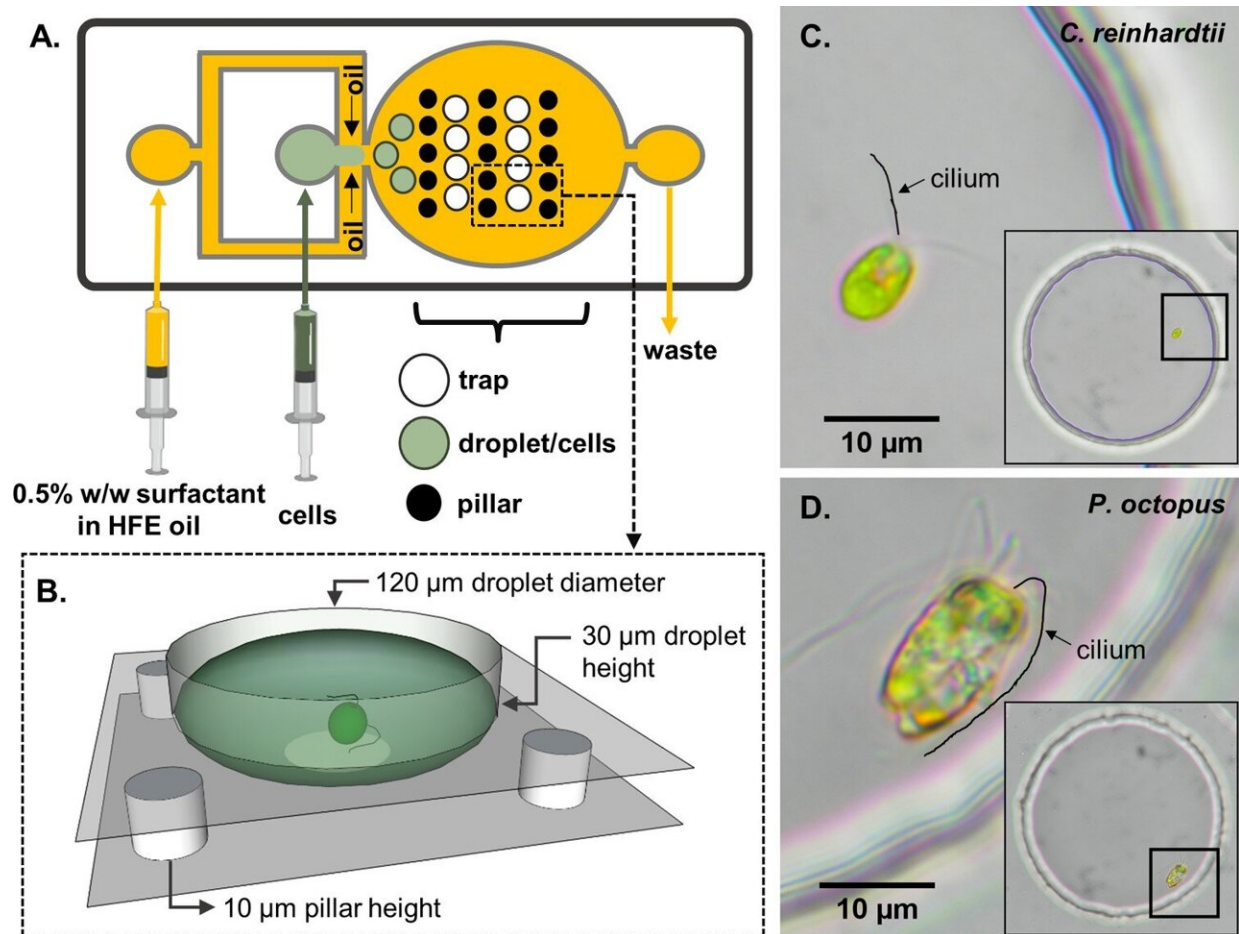 A.
oil
oil
waste
trap
droplet/cells
pillar
0.5% w/w surfactant
in HFE oil
cells
B.
120 µm droplet diameter
30 µm droplet
height
10 µm pillar height
C.
C. reinhardtii
cilium
10 µm
D.
P. octopus
cilium
10 µm